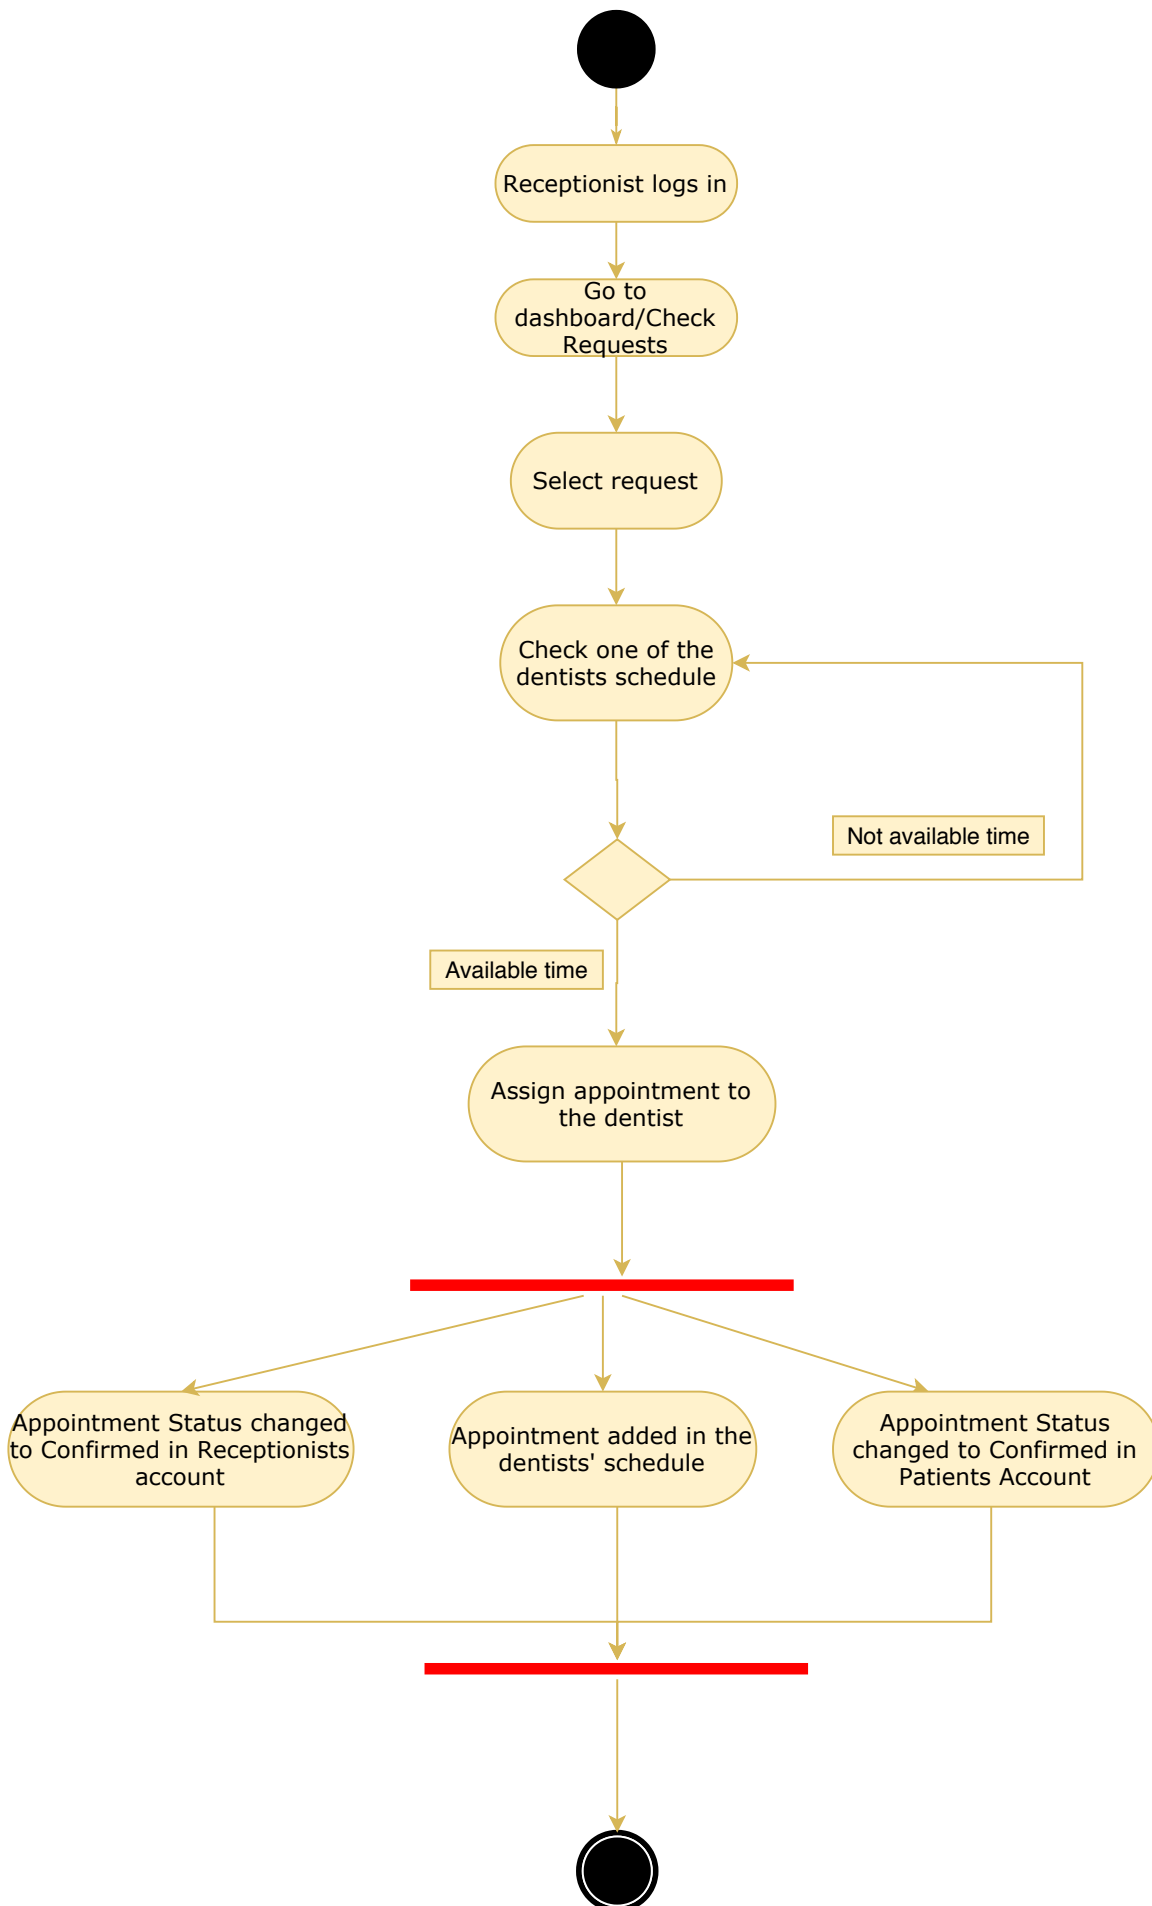 Receptionist logs in
Go to
dashboard/Check
Requests
Select request
Check one of the
dentists schedule
Not available time
Available time
Assign appointment to
the dentist
Appointment Status changed
to Confirmed in Receptionists
account
Appointment added in the
dentists' schedule
Appointment Status
changed to Confirmed in
Patients Account